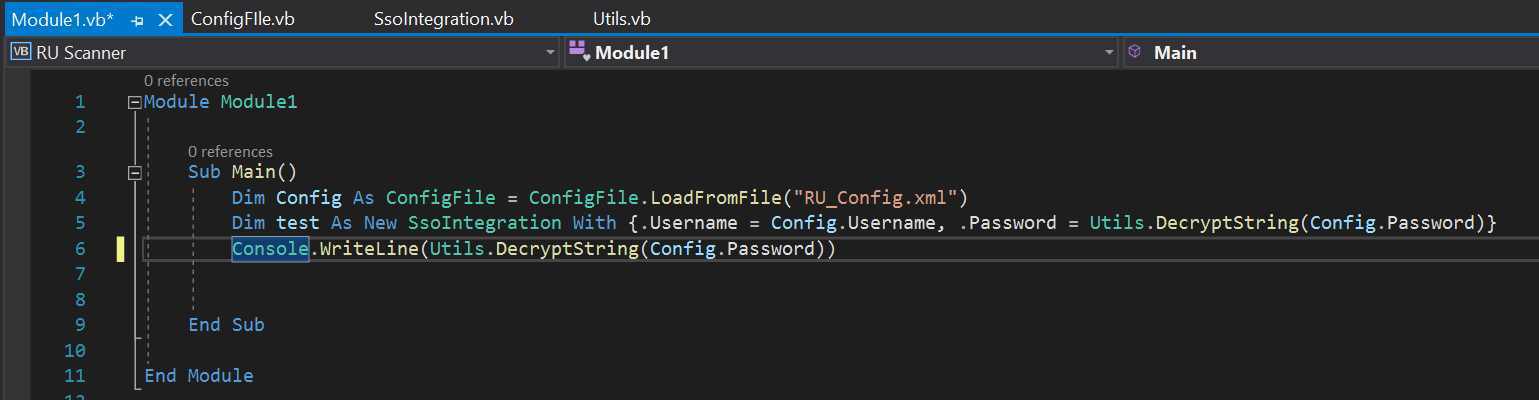 Module1.vb* ConfigFIle.vb SsoIntegration.vb Utils.vb
VB RU Scanner Module1 Main
0 references
1 Module Module1
2
0 references
3 Sub Main()
4 Dim Config As ConfigFile = ConfigFile.LoadFromFile("RU_Config.xml")
5 Dim test As New SsoIntegration With {.Username = Config.Username, .Password = Utils.DecryptString(Config.Password)}
6 Console.WriteLine(Utils.DecryptString(Config.Password))
7
8
9 End Sub
10
11 End Module
12